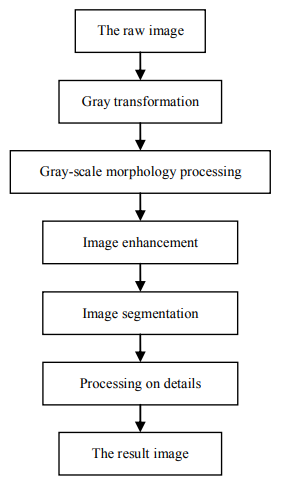 The raw image
Gray transformation
Gray-scale morphology processing
Image enhancement
Image segmentation
Processing on details
The result image